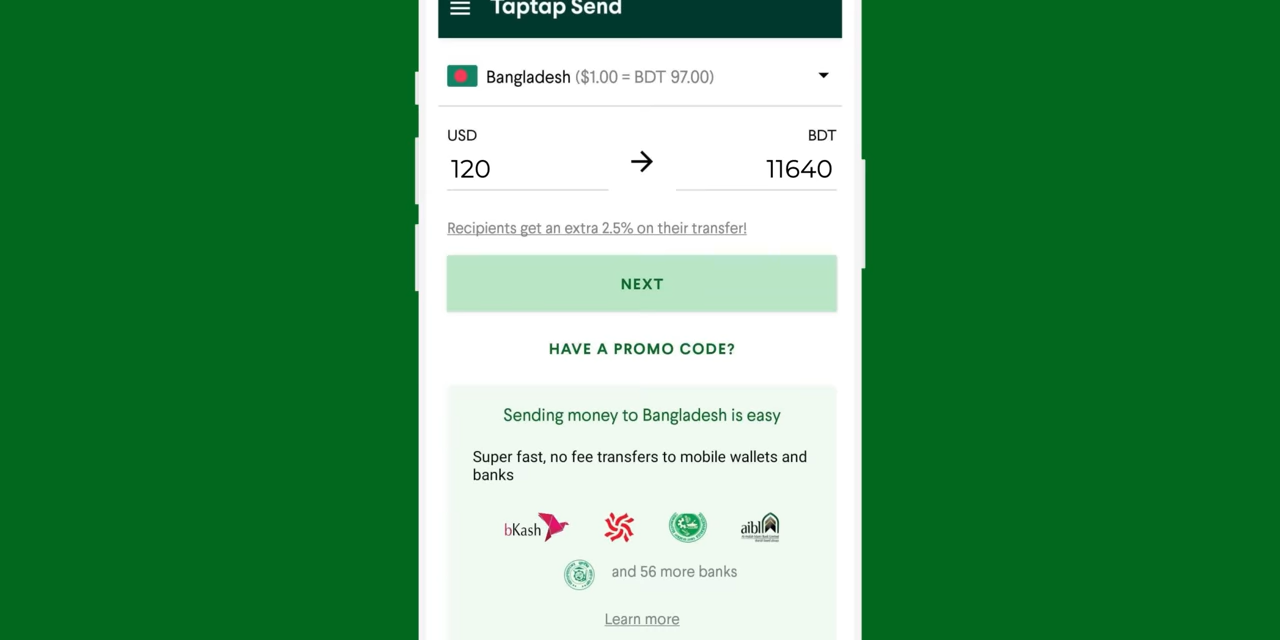 Taptap Send
Bangladesh ($1.00 = BDT 97.00)
USD
BDT
120
11640
Recipients get an extra 2.5% on their transfer!
NEXT
HAVE A PROMO CODE?
Sending money to Bangladesh is easy
Super fast, no fee transfers to mobile wallets and
banks
bKash
aibl
and 56 more banks
Learn more